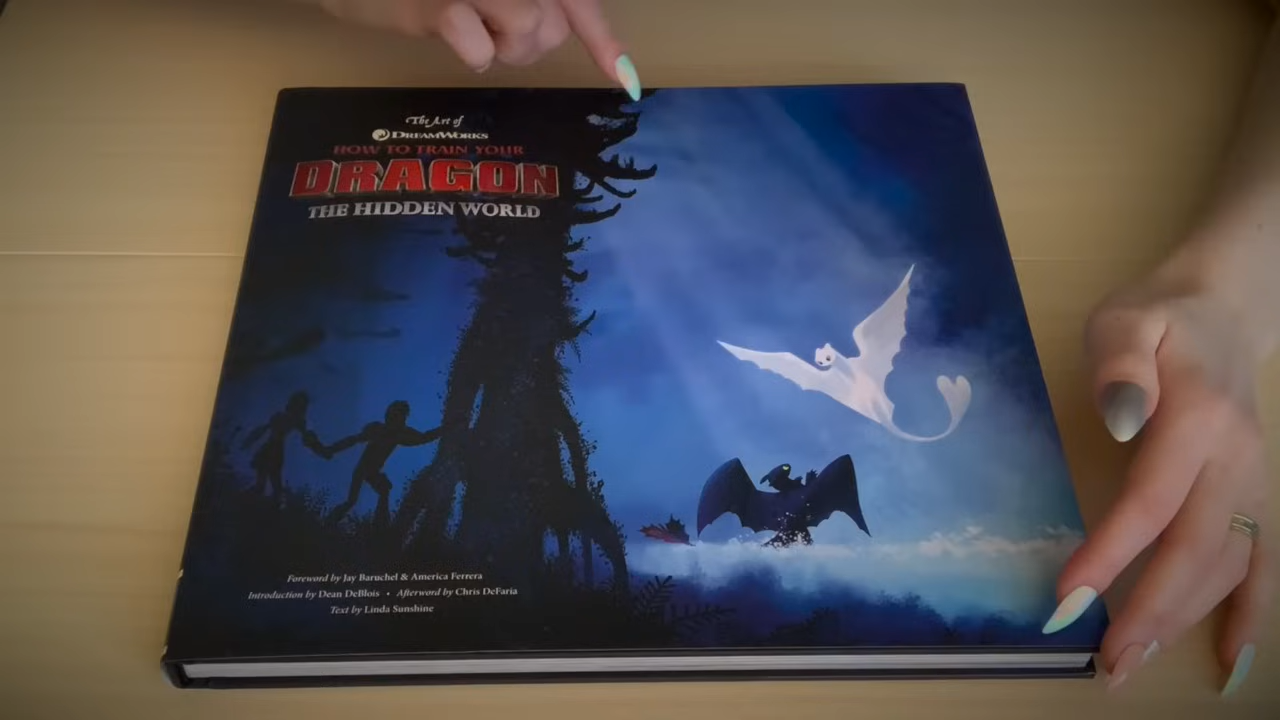 The Art of
DREAMWORKS
HOW TO TRAIN YOUR
DRAGON
THE HIDDEN WORLD
Foreword by Jay Baruchel & America Ferrera
Introduction by Dean DeBlois • Afterword by Chris DeFaria
Text by Linda Sunshine